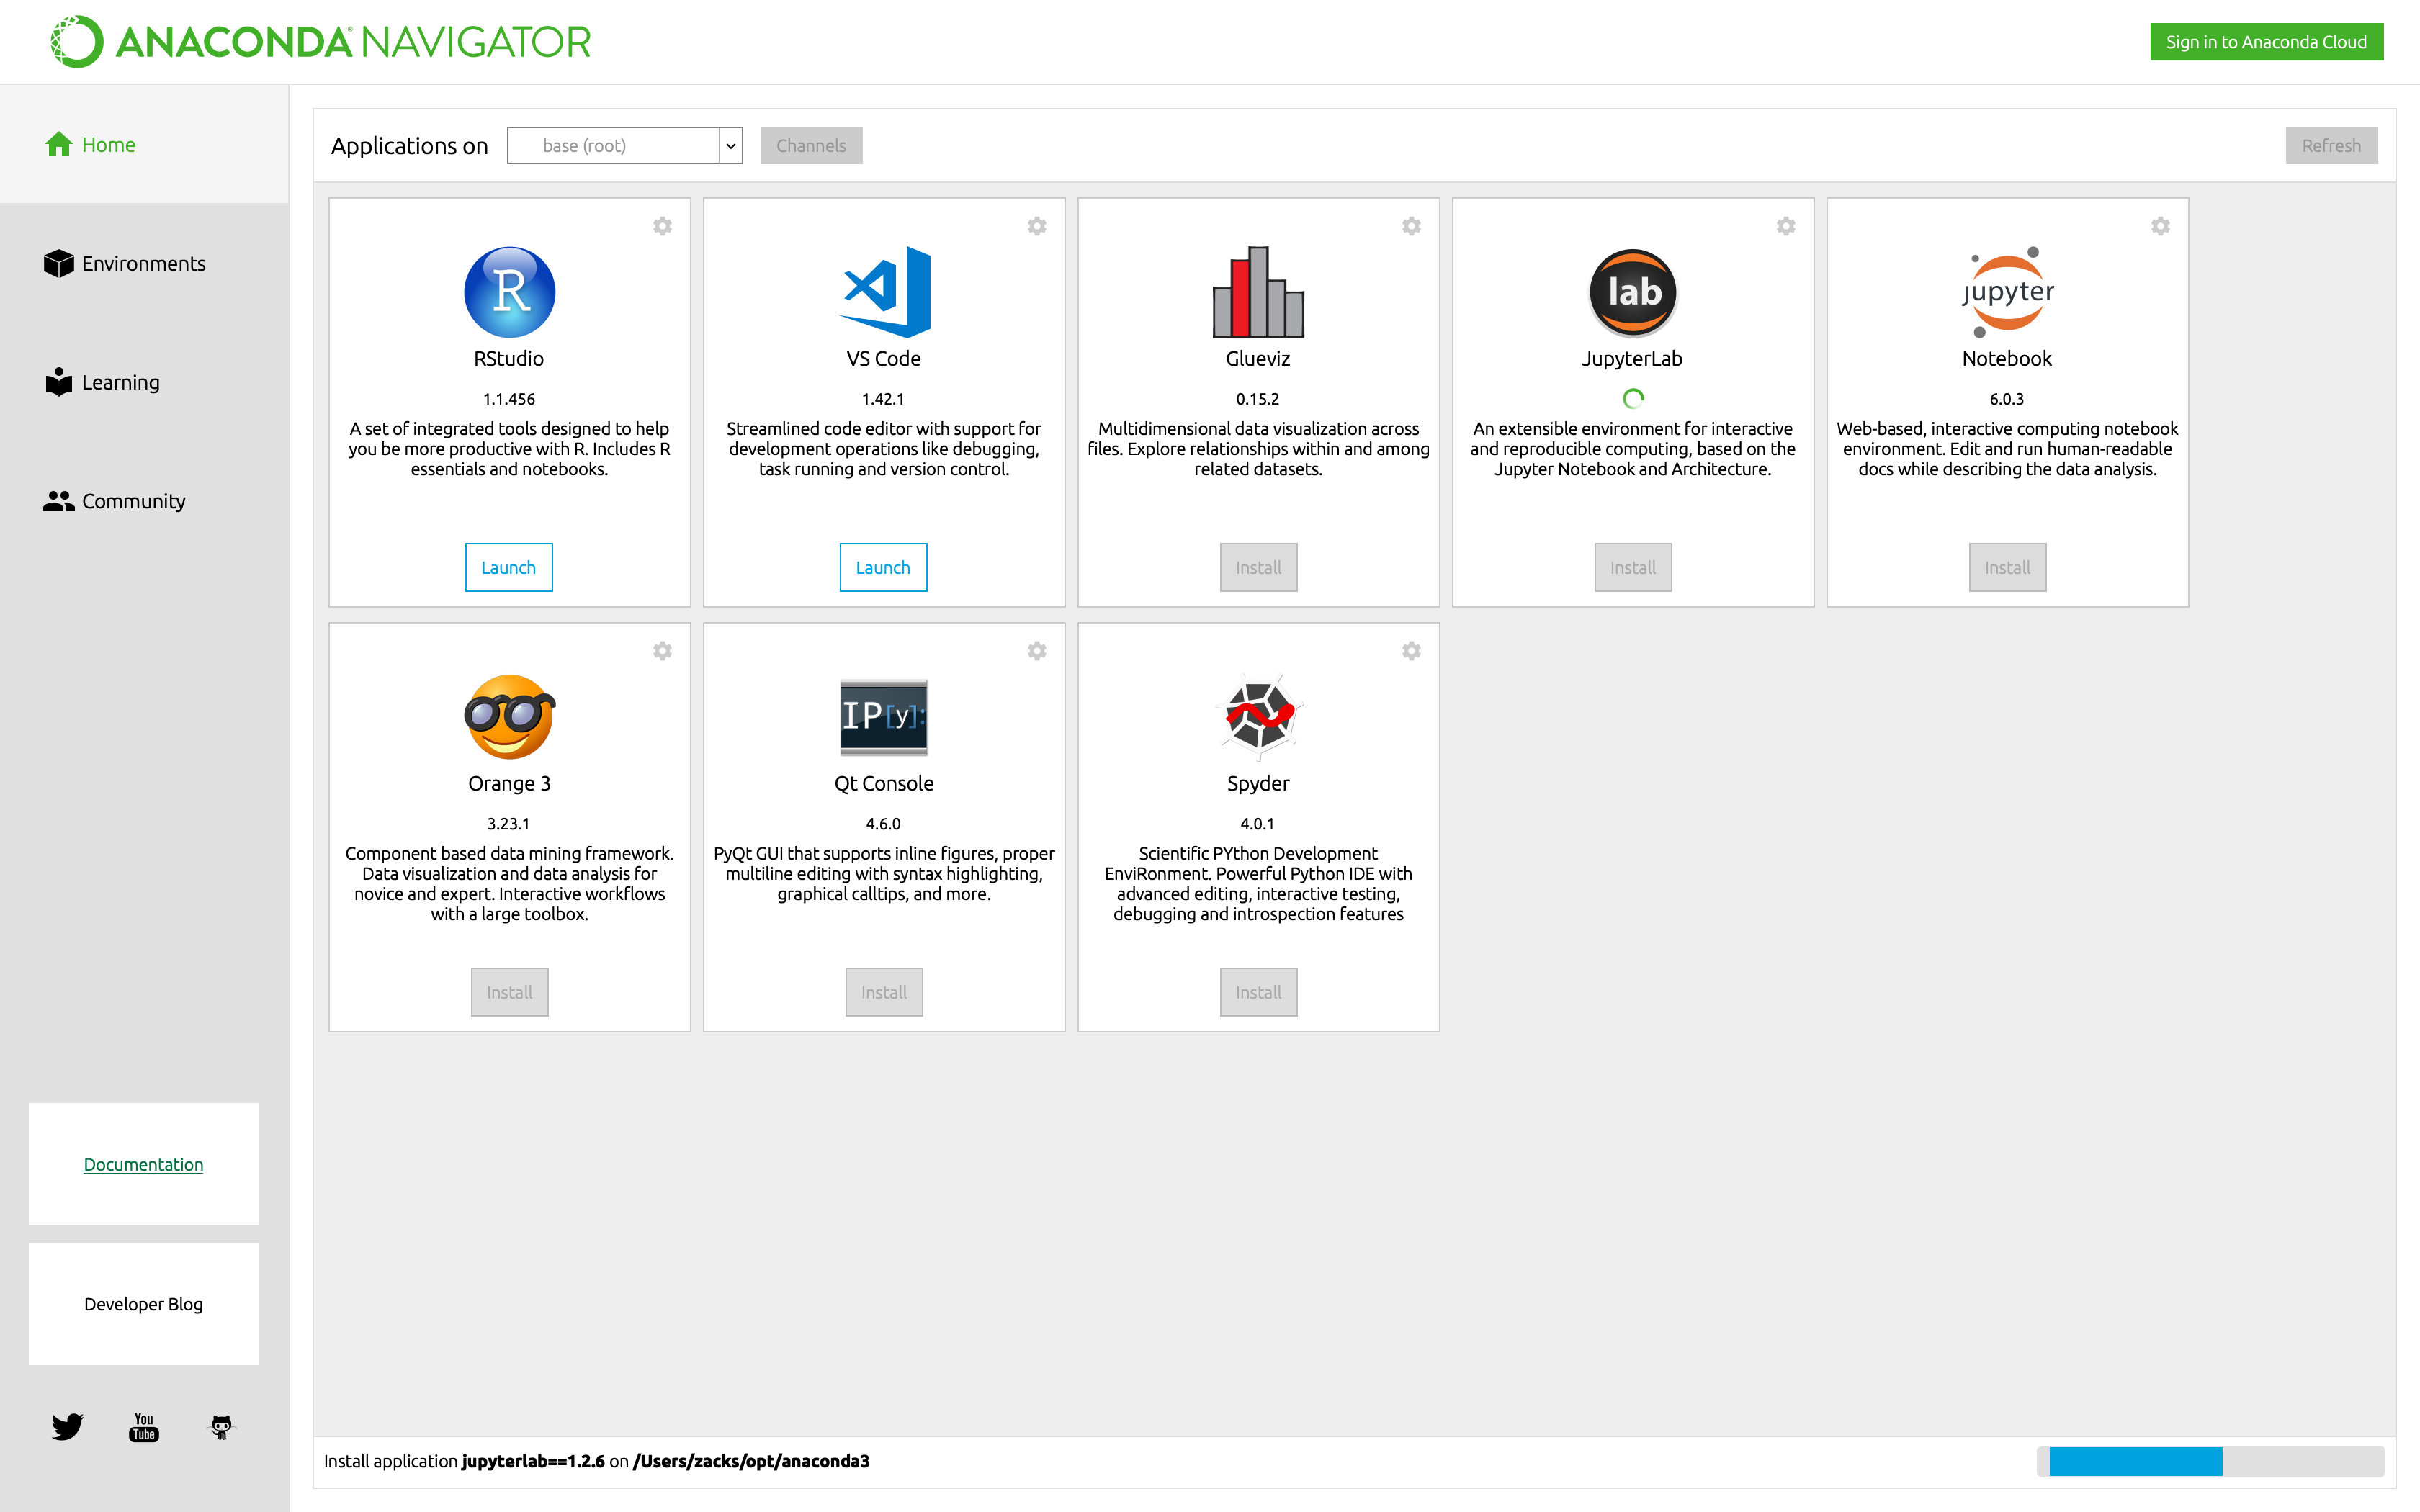 ANACONDA NAVIGATOR
Sign in to Anaconda Cloud
Home
Environments
Learning
Community
Documentation
Developer Blog
You
Tube
Applications on
base (root)
Channels
Refresh
R
RStudio
1.1.456
A set of integrated tools designed to help
you be more productive with R. Includes R
essentials and notebooks.
Launch
VS Code
1.42.1
Streamlined code editor with support for
development operations like debugging,
task running and version control.
Launch
Glueviz
0.15.2
Multidimensional data visualization across
files. Explore relationships within and among
related datasets.
Install
lab
JupyterLab
An extensible environment for interactive
and reproducible computing, based on the
Jupyter Notebook and Architecture.
Install
jupyter
Notebook
6.0.3
Web-based, interactive computing notebook
environment. Edit and run human-readable
docs while describing the data analysis.
Install
Orange 3
3.23.1
Component based data mining framework.
Data visualization and data analysis for
novice and expert. Interactive workflows
with a large toolbox.
Install
IP[y]:
Qt Console
4.6.0
PyQt GUI that supports inline figures, proper
multiline editing with syntax highlighting,
graphical calltips, and more.
Install
Spyder
4.0.1
Scientific PYthon Development
EnviRonment. Powerful Python IDE with
advanced editing, interactive testing,
debugging and introspection features
Install
Install application jupyterlab==1.2.6 on /Users/zacks/opt/anaconda3